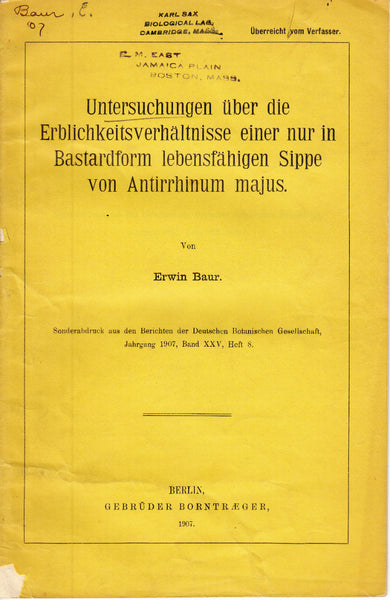 Baur, E.
'07
KARL SAX
BIOLOGICAL LAB.
CAMBRIDGE, MASS.
Überreicht vom Verfasser.
E. M. EAST
JAMAICA PLAIN
BOSTON, MASS.
Untersuchungen über die
Erblichkeitsverhältnisse einer nur in
Bastardform lebensfähigen Sippe
von Antirrhinum majus.
Von
Erwin Baur.
Sonderabdruck aus den Berichten der Deutschen Botanischen Gesellschaft,
Jahrgang 1907, Band XXV, Heft 8.
BERLIN,
GEBRÜDER BORNTRÆGER,
1907.